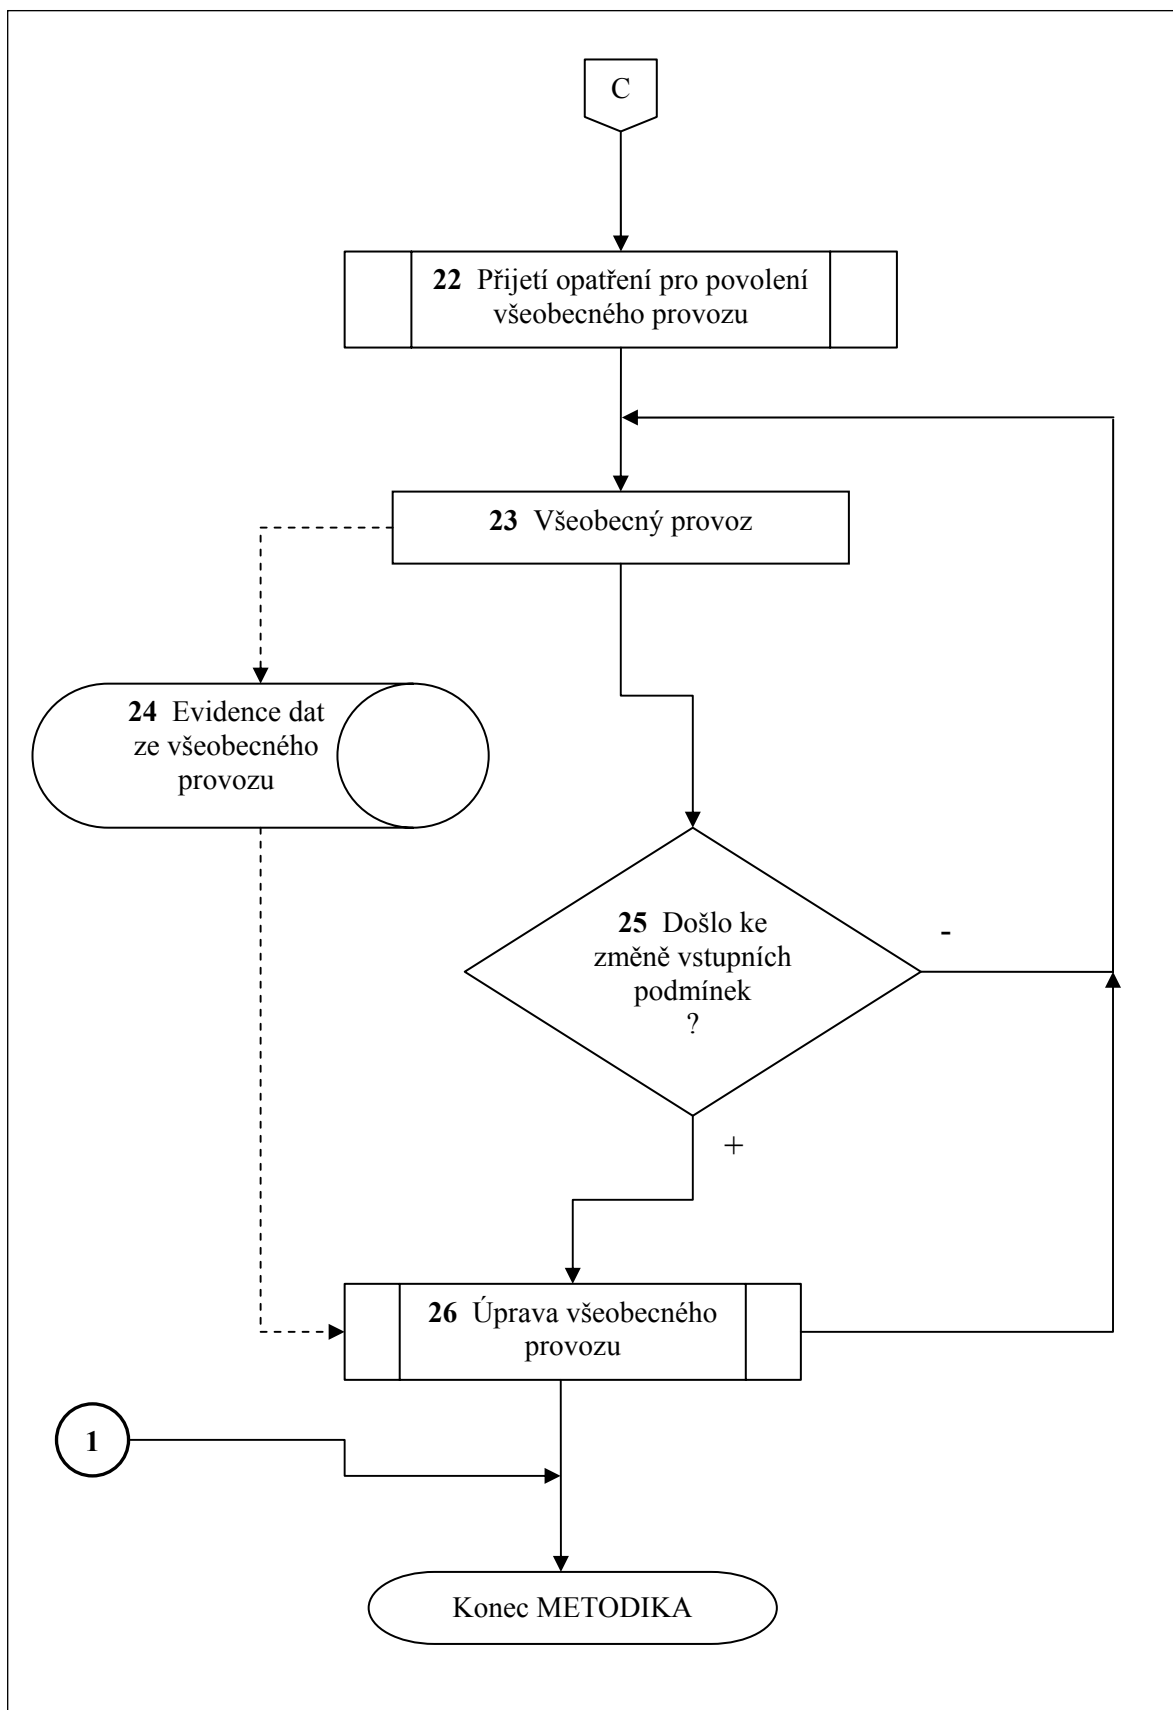 C
22 Přijetí opatření pro povolení
všeobecného provozu
23 Všeobecný provoz
24 Evidence dat
ze všeobecného
provozu
25 Došlo ke
změně vstupních
podmínek
?
-
+
26 Úprava všeobecného
provozu
1
Konec METODIKA